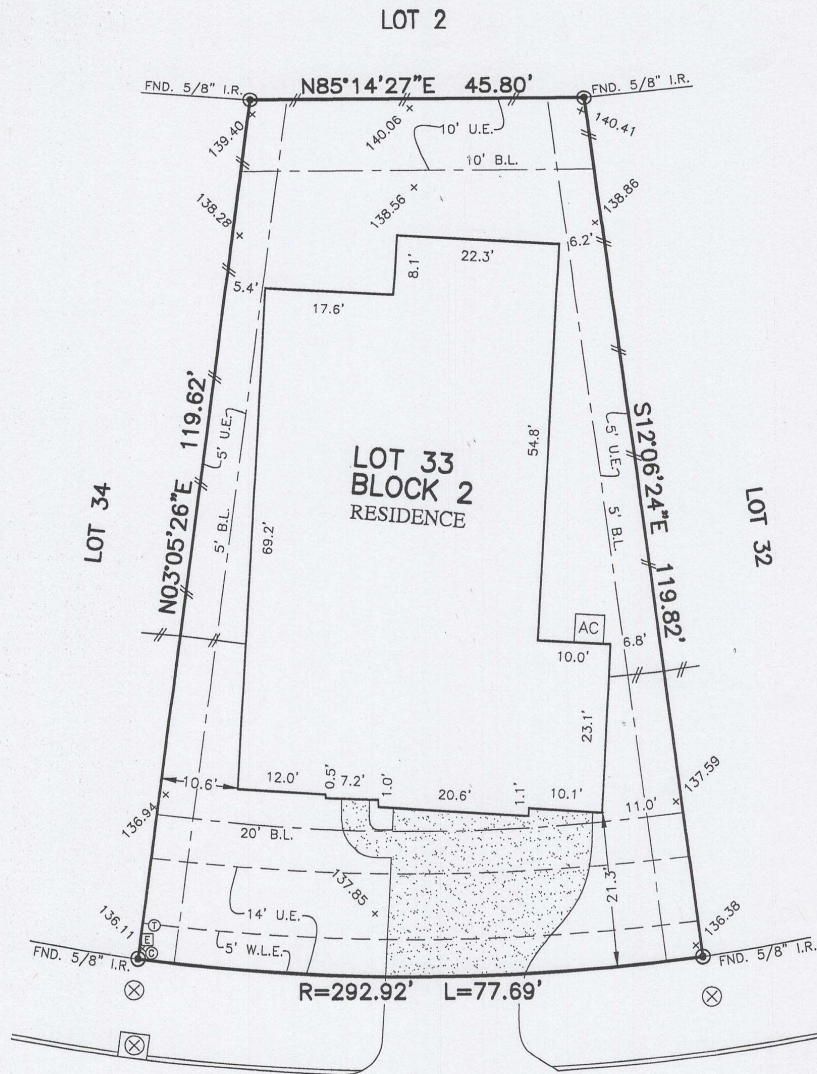 LOT 2
FND. 5/8" I.R.
N85°14'27"E 45.80'
FND. 5/8" I.R.
139.40
140.06
10' U.E.
140.41
10' B.L.
138.28
138.56
138.86
6.2'
22.3'
8.1'
5.4'
17.6'
N03°05'26"E 119.62'
5' U.E.
5' B.L.
LOT 34
69.2'
LOT 33
BLOCK 2
RESIDENCE
54.8'
S12°06'24"E 119.82'
5' U.E.
5' B.L.
LOT 32
AC
6.8'
10.0'
23.1'
10.6'
12.0'
0.5'
7.2'
1.0'
20.6'
1.1'
10.1'
11.0'
137.59
136.94
20' B.L.
137.85
21.3'
14' U.E.
5' W.L.E.
136.11
T
E
C
136.38
FND. 5/8" I.R.
FND. 5/8" I.R.
R=292.92' L=77.69'